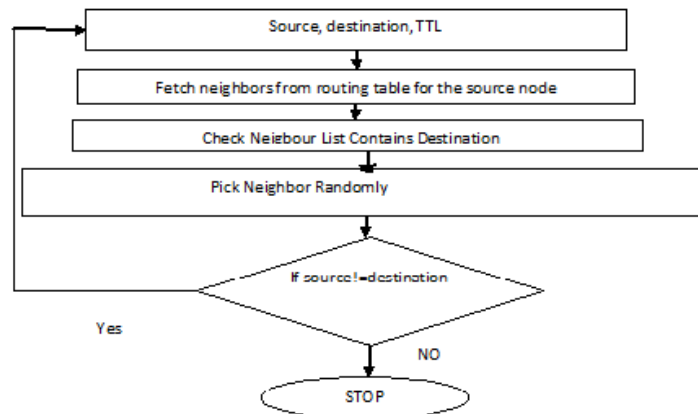 Source, destination, TTL
Fetch neighbors from routing table for the source node
Check Neigbour List Contains Destination
Pick Neighbor Randomly
If source!=destination
Yes
NO
STOP